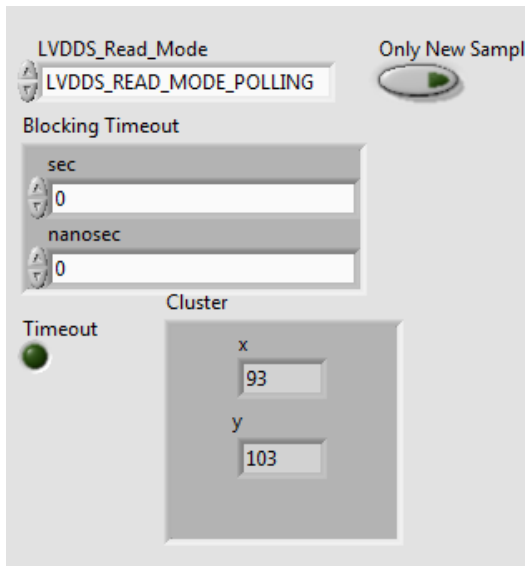 LVDDS_Read_Mode
Only New Sampl
LVDDS_READ_MODE_POLLING
Blocking Timeout
sec
0
nanosec
0
Cluster
Timeout
x
93
y
103